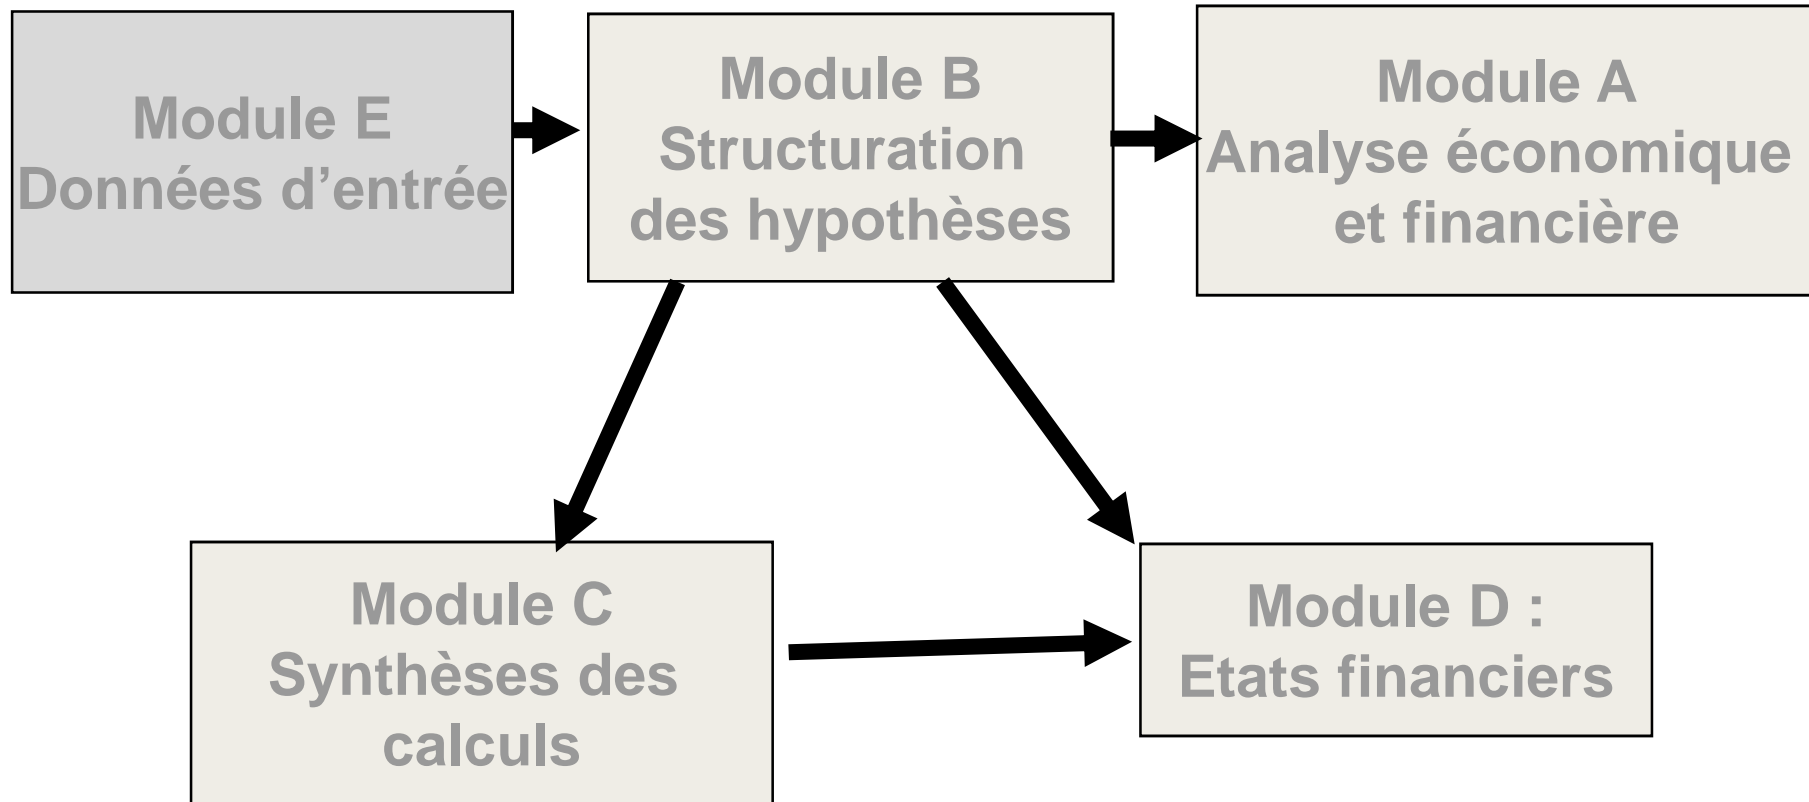 Module E
Données d’entrée
Module B
Structuration
des hypothèses
Module A
Analyse économique
et financière
Module C
Synthèses des
calculs
Module D :
Etats financiers